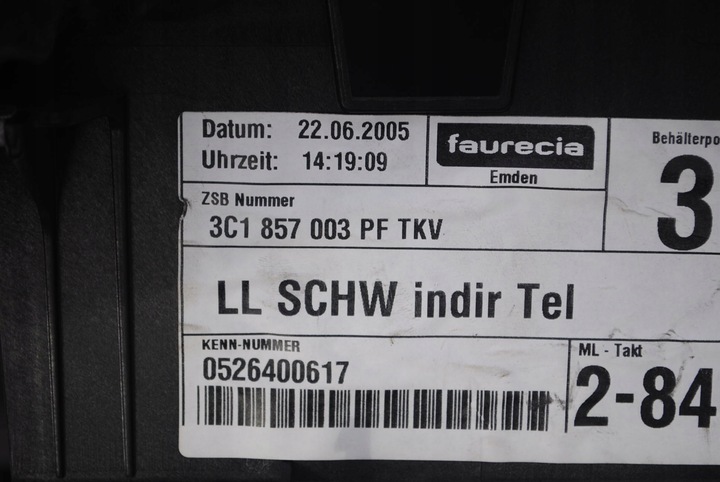 Datum: 22.06.2005
Uhrzeit: 14:19:09
faurecia
Emden
Behälterpo
3
ZSB Nummer
3C1 857 003 PF TKV
LL SCHW indir Tel
KENN-NUMMER
0526400617
ML - Takt
2-84